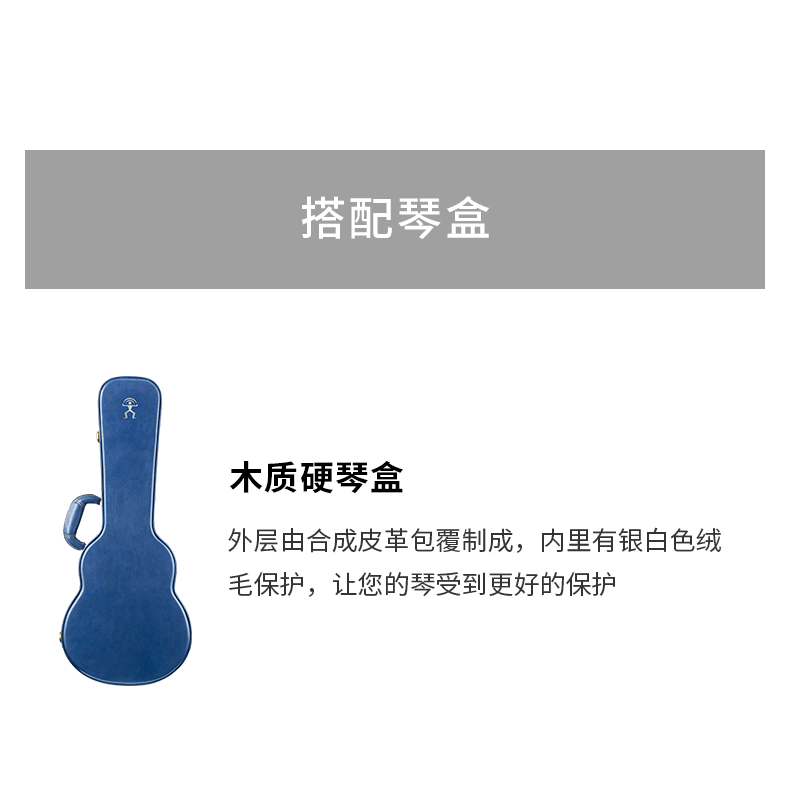 搭配琴盒
木质硬琴盒
外层由合成皮革包覆制成，内里有银白色绒
毛保护，让您的琴受到更好的保护